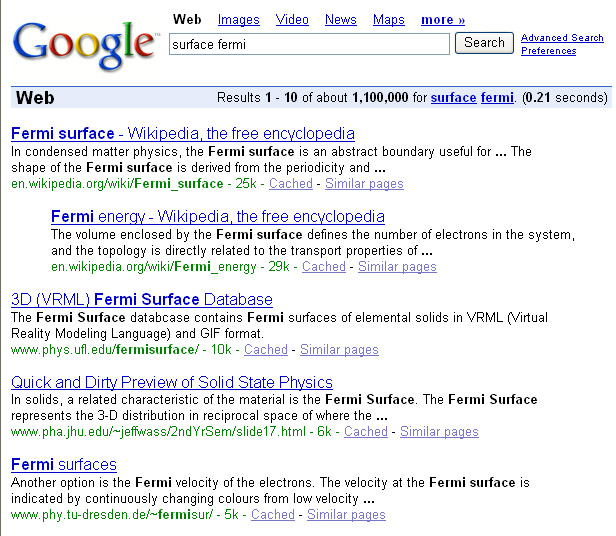 Web Images Video News Maps more »
Google™
surface fermi Search Advanced Search
Preferences
Web Results 1 - 10 of about 1,100,000 for surface fermi. (0.21 seconds)
Fermi surface - Wikipedia, the free encyclopedia
In condensed matter physics, the Fermi surface is an abstract boundary useful for ... The
shape of the Fermi surface is derived from the periodicity and ...
en.wikipedia.org/wiki/Fermi_surface - 25k - Cached - Similar pages
Fermi energy - Wikipedia, the free encyclopedia
The volume enclosed by the Fermi surface defines the number of electrons in the system,
and the topology is directly related to the transport properties of ...
en.wikipedia.org/wiki/Fermi_energy - 29k - Cached - Similar pages
3D (VRML) Fermi Surface Database
The Fermi Surface databcase contains Fermi surfaces of elemental solids in VRML (Virtual
Reality Modeling Language) and GIF format.
www.phys.ufl.edu/fermisurface/ - 10k - Cached - Similar pages
Quick and Dirty Preview of Solid State Physics
In solids, a related characteristic of the material is the Fermi Surface. The Fermi Surface
represents the 3-D distribution in reciprocal space of where the ...
www.pha.jhu.edu/~jeffwass/2ndYrSem/slide17.html - 6k - Cached - Similar pages
Fermi surfaces
Another option is the Fermi velocity of the electrons. The velocity at the Fermi surface is
indicated by continuously changing colours from low velocity ...
www.phy.tu-dresden.de/~fermisur/ - 5k - Cached - Similar pages